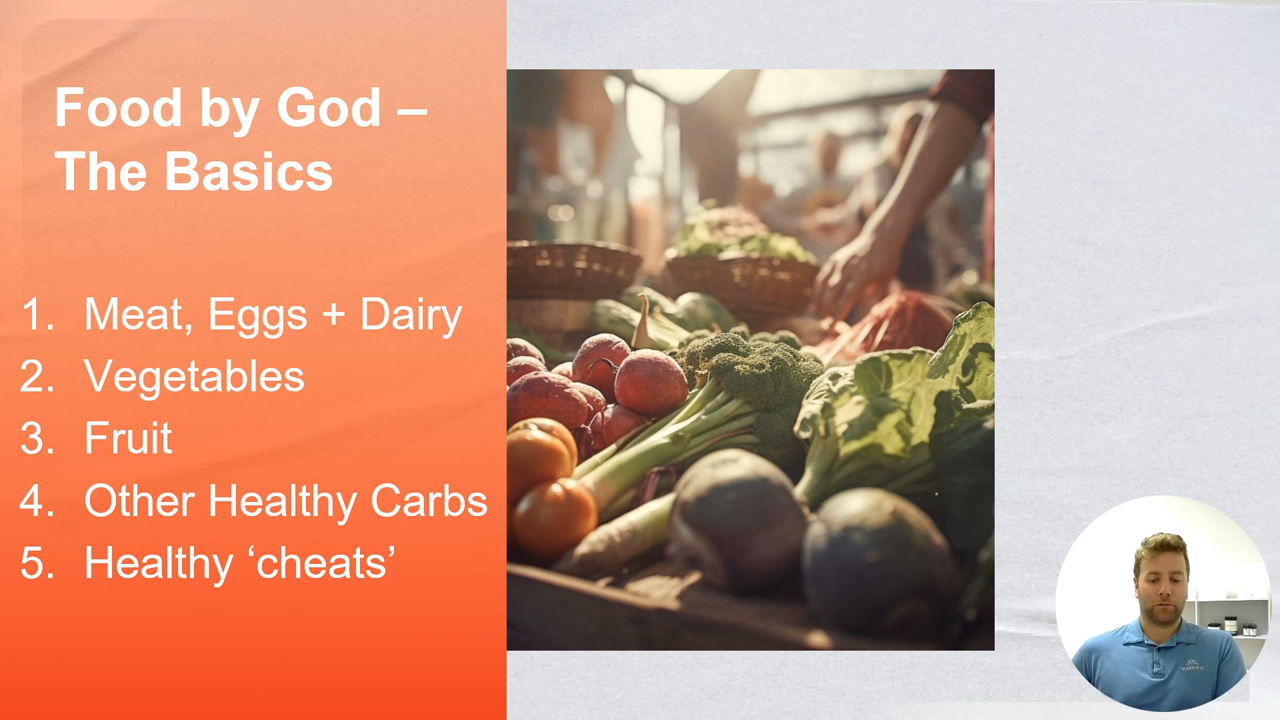 Food by God –
The Basics
1. Meat, Eggs + Dairy
2. Vegetables
3. Fruit
4. Other Healthy Carbs
5. Healthy ‘cheats’